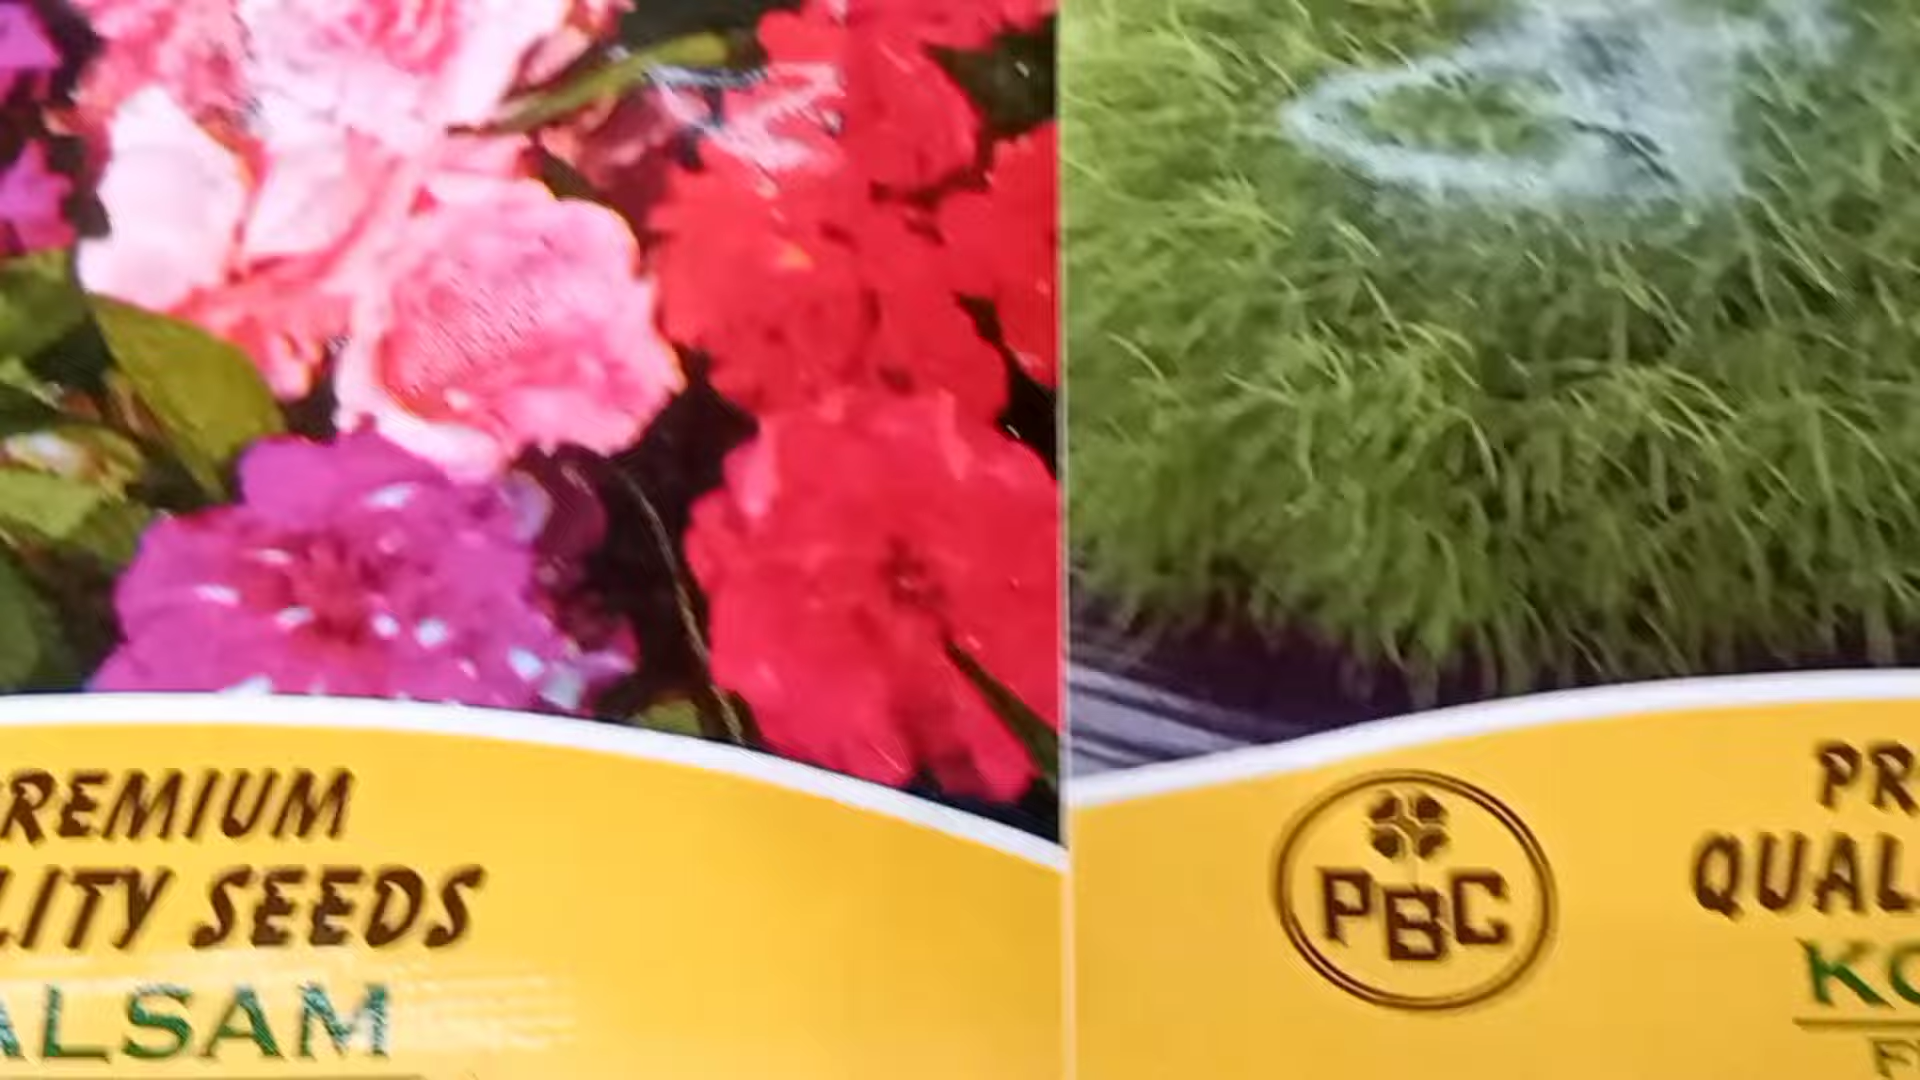 REMIUM
LITY SEEDS
ALSAM
PBC
PR
QUAL
KO
F